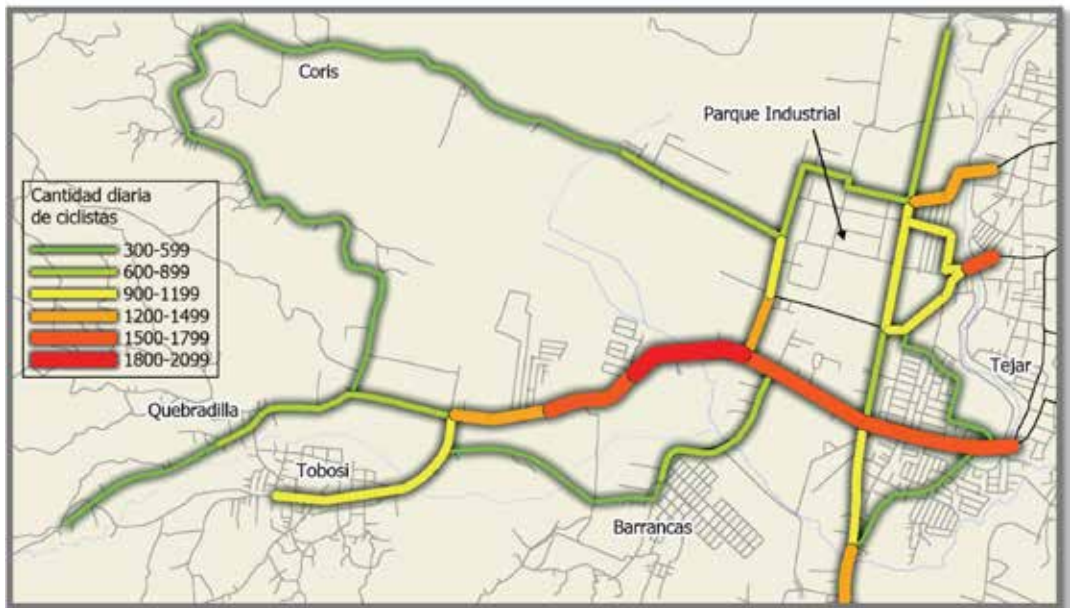 Coris
Parque Industrial
Cantidad diaria
de ciclistas
300-599
600-899
900-1199
1200-1499
1500-1799
1800-2099
Tejar
Quebradilla
Tobosi
Barrancas